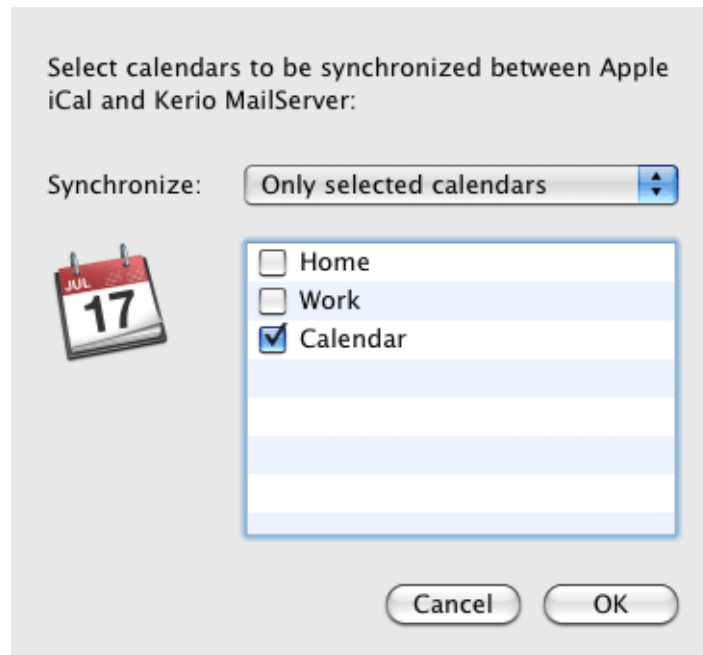 Select calendars to be synchronized between Apple
iCal and Kerio MailServer:
Synchronize: Only selected calendars
JUL
17
Home
Work
Calendar
Cancel OK